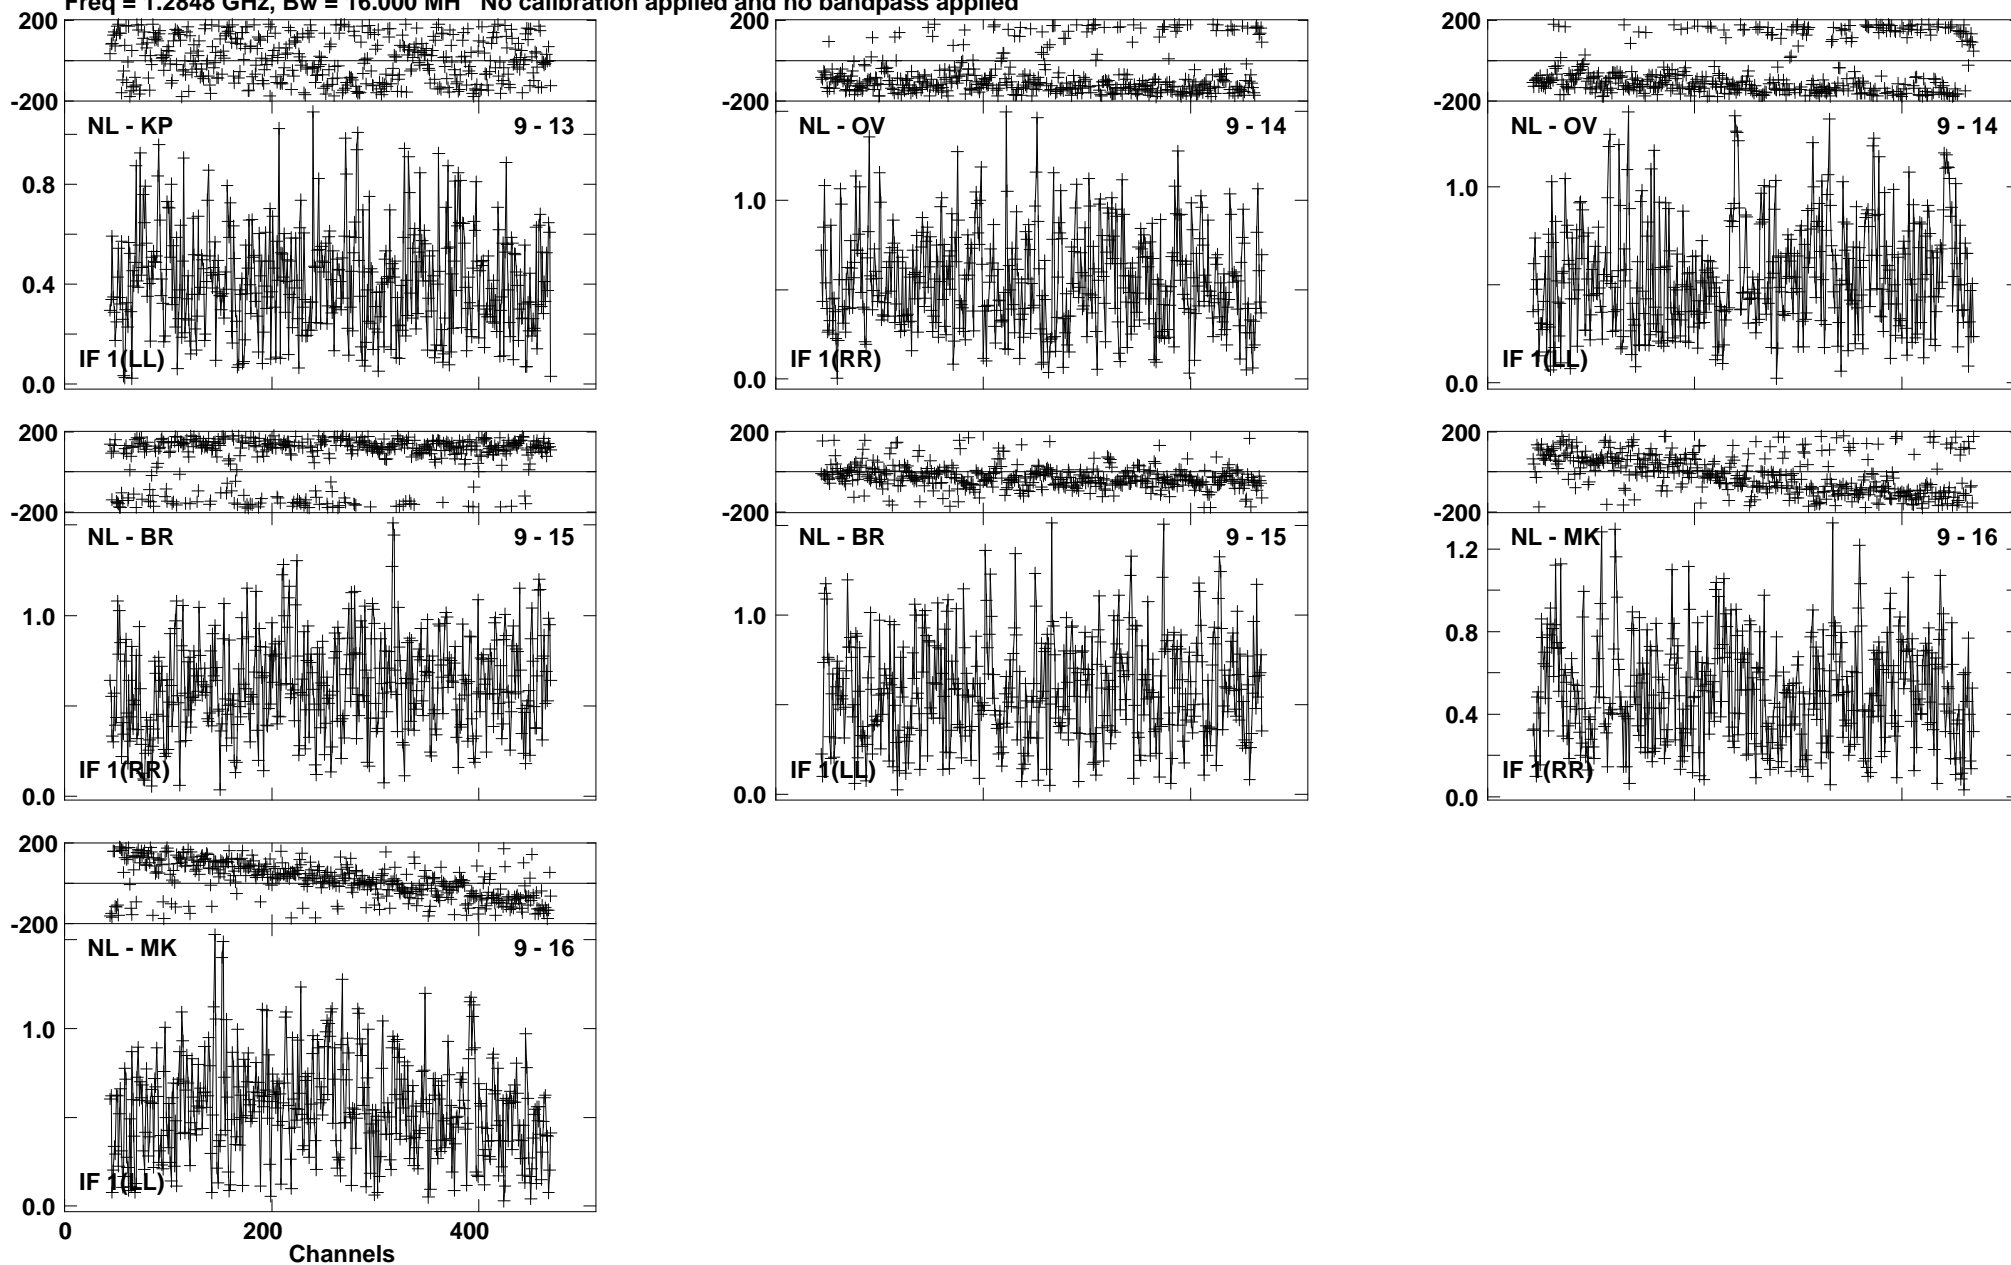 Freq = 1.2848 GHz, Bw = 16.000 MH No calibration applied and no bandpass applied
200
-200
NL - KP 9 - 13
0.8
0.4
IF 1(LL)
0.0
200
-200
NL - OV 9 - 14
1.0
IF 1(RR)
0.0
200
-200
NL - OV 9 - 14
1.0
IF 1(LL)
0.0
200
-200
NL - BR 9 - 15
1.0
IF 1(RR)
0.0
200
-200
NL - BR 9 - 15
1.0
IF 1(LL)
0.0
200
-200
NL - MK 9 - 16
1.2
0.8
0.4
IF 1(RR)
0.0
200
-200
NL - MK 9 - 16
1.0
IF 1(LL)
0.0
0 200 400
Channels